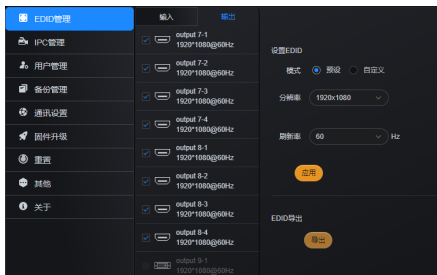 EDID管理
IPC管理
用户管理
备份管理
通讯设置
固件升级
重置
其他
关于
输入
输出
output 7-1
1920*1080@60Hz
output 7-2
1920*1080@60Hz
output 7-3
1920*1080@60Hz
output 7-4
1920*1080@60Hz
output 8-1
1920*1080@60Hz
output 8-2
1920*1080@60Hz
output 8-3
1920*1080@60Hz
output 8-4
1920*1080@60Hz
output 9-1
1920*1080@60Hz
设置EDID
模式 预设 自定义
分辨率 1920x1080
刷新率 60 Hz
应用
EDID导出
导出